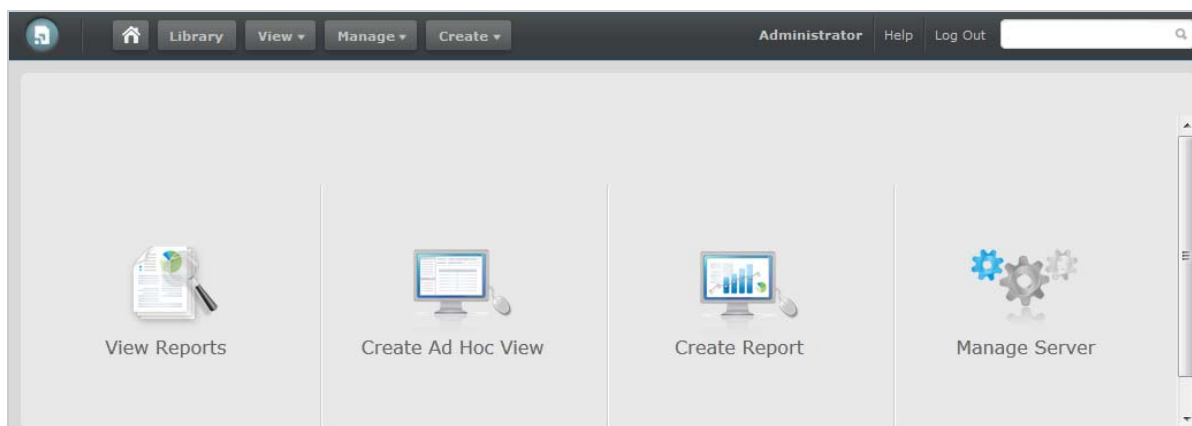 Library View Manage Create Administrator Help Log Out
View Reports Create Ad Hoc View Create Report Manage Server